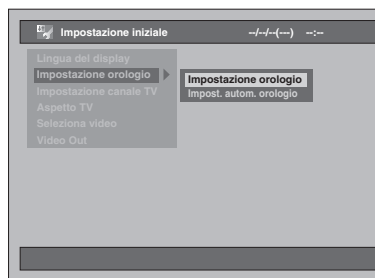 Impostazione iniziale --/--/--(---) --:--
Lingua del display
Impostazione orologio
Impostazione canale TV
Aspetto TV
Seleziona video
Video Out
Impostazione orologio
Impost. autom. orologio